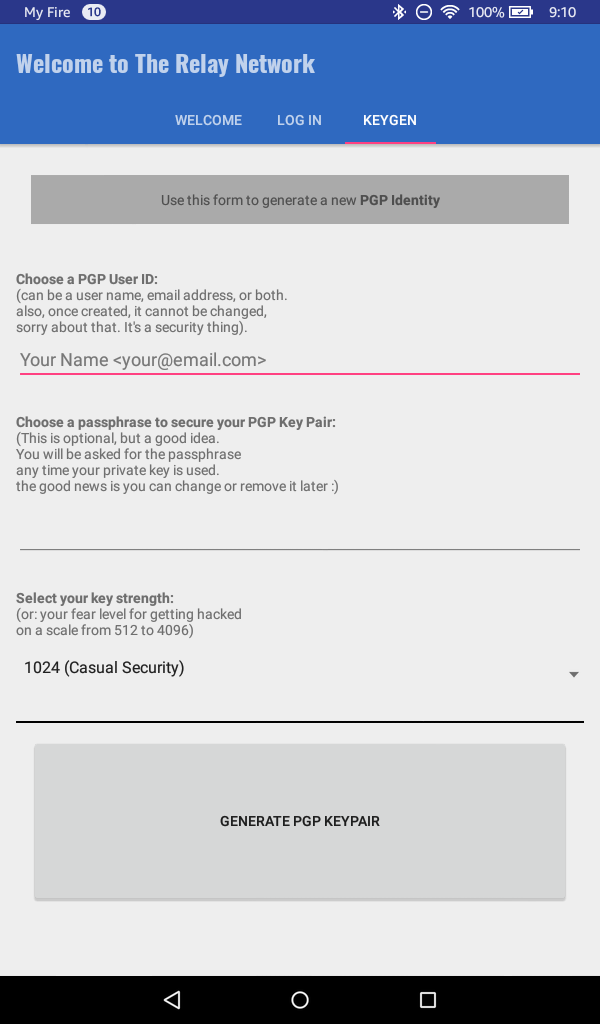 My Fire 10 100% 9:10
Welcome to The Relay Network
WELCOME LOG IN KEYGEN
Use this form to generate a new PGP Identity
Choose a PGP User ID:
(can be a user name, email address, or both.
also, once created, it cannot be changed,
sorry about that. It's a security thing).
Your Name <your@email.com>
Choose a passphrase to secure your PGP Key Pair:
(This is optional, but a good idea.
You will be asked for the passphrase
any time your private key is used.
the good news is you can change or remove it later :)
Select your key strength:
(or: your fear level for getting hacked
on a scale from 512 to 4096)
1024 (Casual Security)
GENERATE PGP KEYPAIR